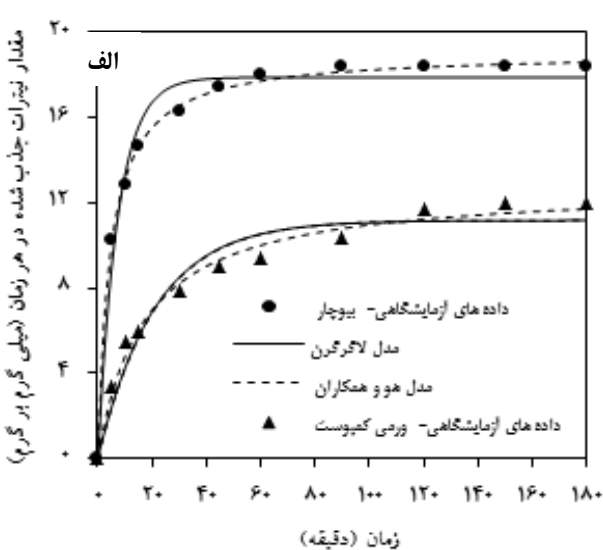 مقدار نیترات جذب شده در هر زمان (میلی گرم بر گرم)
الف
۲۰
۱۶
۱۲
۸
۴
۰
داده های آزمایشگاهی- بیوچار
مدل لاگرگرن
مدل هو و همکاران
داده های آزمایشگاهی- ورمی کمپوست
۰ ۲۰ ۴۰ ۶۰ ۸۰ ۱۰۰ ۱۲۰ ۱۴۰ ۱۶۰ ۱۸۰
زمان (دقیقه)